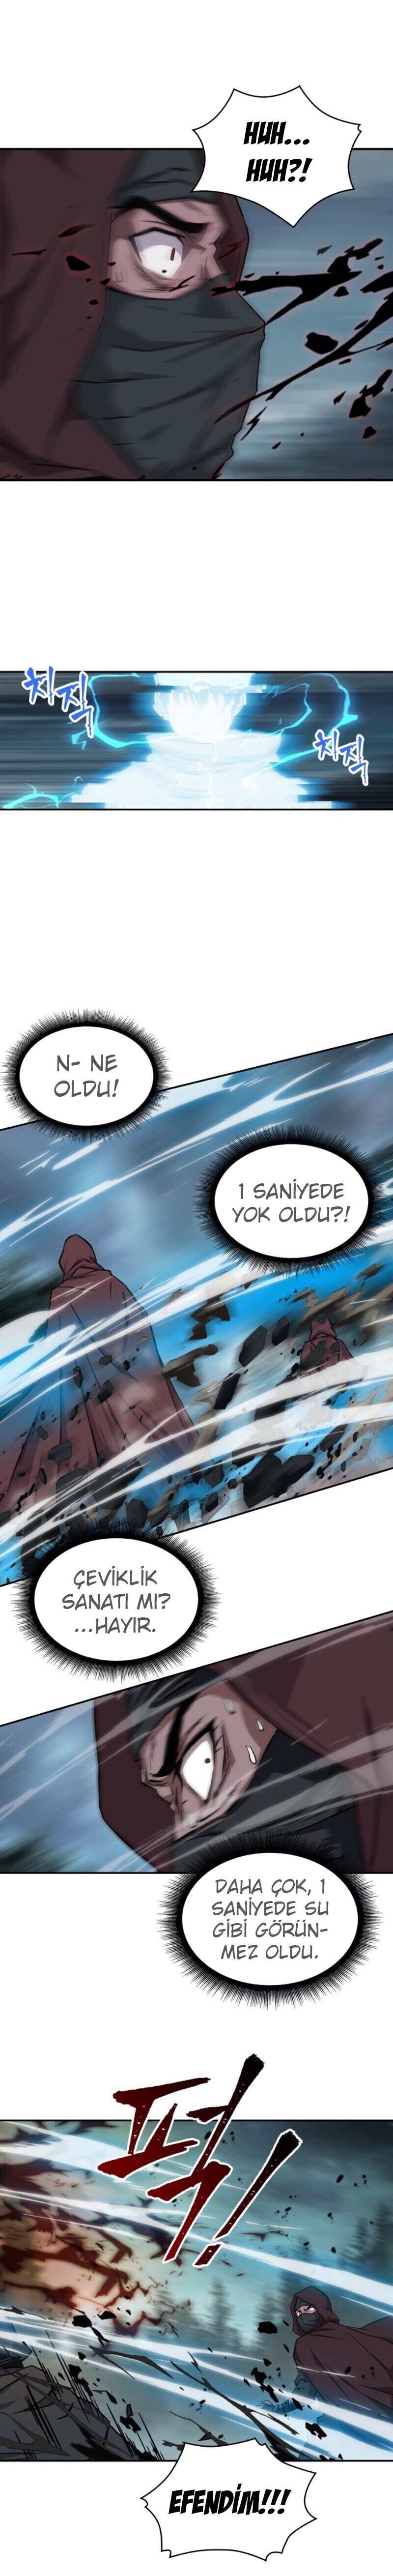 HUH...
HUH?!
치직
치직
N- NE
OLDU!
1 SANİYEDE
YOK OLDU?!
ÇEVİKLİK
SANATI MI?
...HAYIR.
DAHA ÇOK, 1
SANİYEDE SU
GİBİ GÖRÜN-
MEZ OLDU.
퍽!
EFENDİM!!!